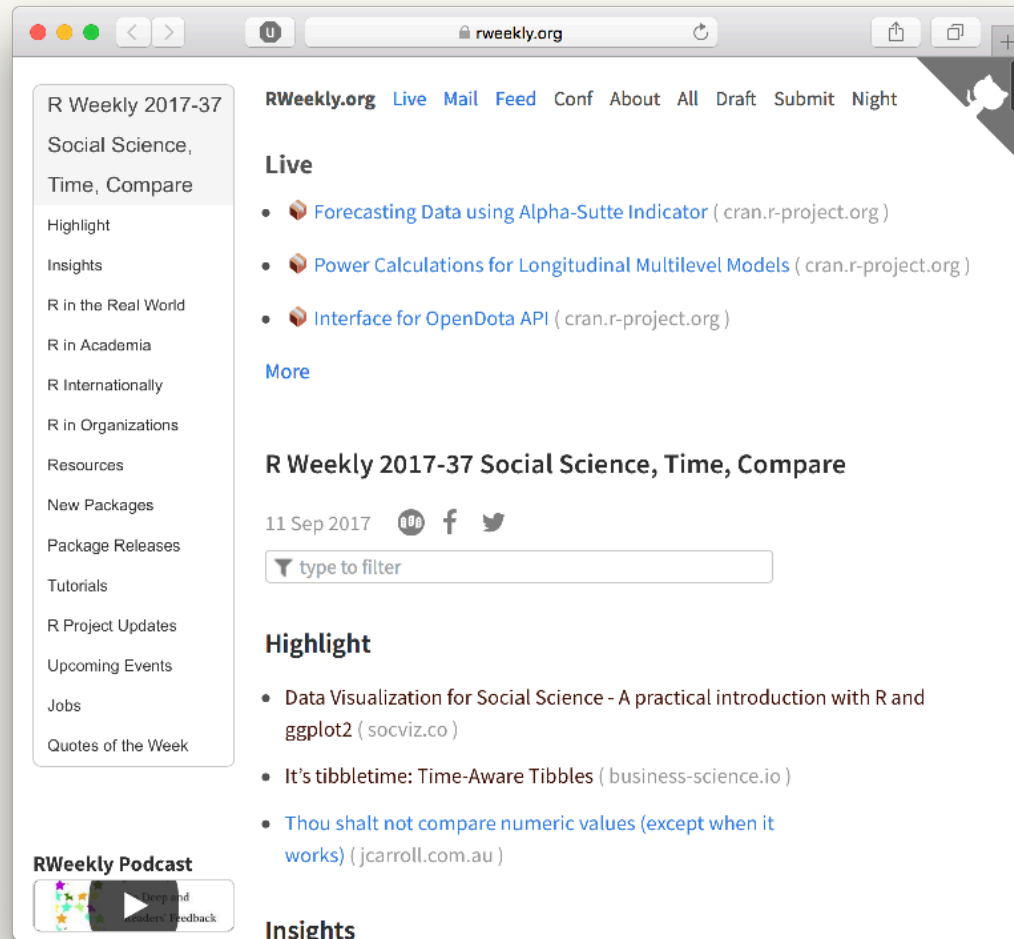 rweekly.org
R Weekly 2017-37
Social Science,
Time, Compare
Highlight
Insights
R in the Real World
R in Academia
R Internationally
R in Organizations
Resources
New Packages
Package Releases
Tutorials
R Project Updates
Upcoming Events
Jobs
Quotes of the Week
RWeekly Podcast
Deep and
Readers' Feedback
RWeekly.org Live Mail Feed Conf About All Draft Submit Night
Live
Forecasting Data using Alpha-Sutte Indicator ( cran.r-project.org )
Power Calculations for Longitudinal Multilevel Models ( cran.r-project.org )
Interface for OpenDota API ( cran.r-project.org )
More
R Weekly 2017-37 Social Science, Time, Compare
11 Sep 2017
type to filter
Highlight
Data Visualization for Social Science - A practical introduction with R and
ggplot2 ( socviz.co )
It’s tibbletime: Time-Aware Tibbles ( business-science.io )
Thou shalt not compare numeric values (except when it
works) ( jcarroll.com.au )
Insights